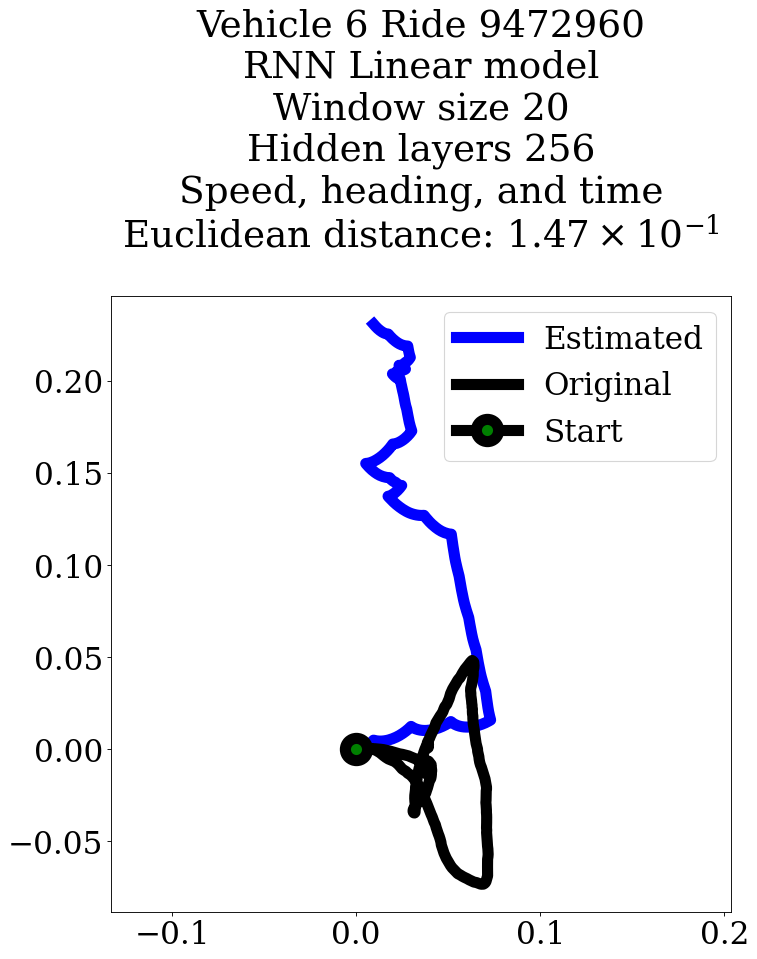 Vehicle 6 Ride 9472960
RNN Linear model
Window size 20
Hidden layers 256
Speed, heading, and time
Euclidean distance: 1.47 × 10⁻¹
Estimated
Original
Start
0.20
0.15
0.10
0.05
0.00
−0.05
−0.1
0.0
0.1
0.2